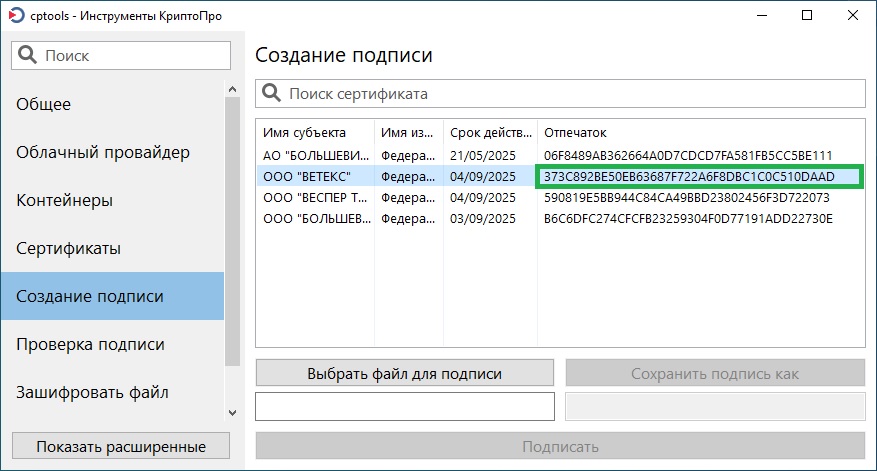 cptools - Инструменты КриптоПро
Поиск
Общее
Облачный провайдер
Контейнеры
Сертификаты
Создание подписи
Проверка подписи
Зашифровать файл
Показать расширенные
Создание подписи
Поиск сертификата
Имя субъекта Имя из... Срок действ... Отпечаток
АО "БОЛЬШЕВИ... Федера... 21/05/2025 06F8489AB362664A0D7CDCD7FA581FB5CC5BE111
ООО "ВЕТЕКС" Федера... 04/09/2025 373C892BE50EB63687F722A6F8DBC1C0C510DAAD
ООО "ВЕСПЕР Т... Федера... 04/09/2025 590819E5BB944C84CA49BBD23802456F3D722073
ООО "БОЛЬШЕВ... Федера... 03/09/2025 B6C6DFC274CFCFB23259304F0D77191ADD22730E
Выбрать файл для подписи
Сохранить подпись как
Подписать